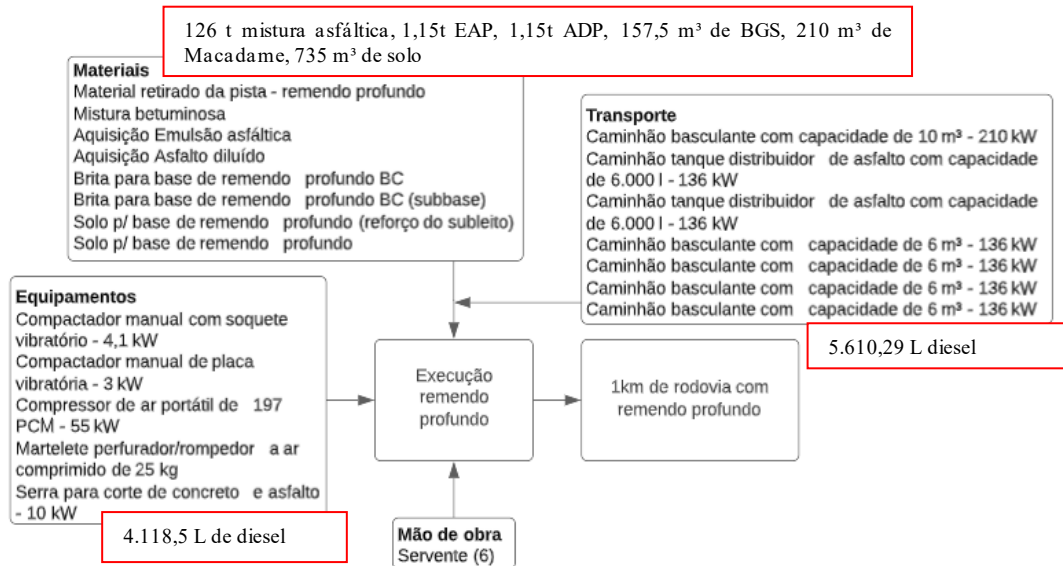 126 t mistura asfáltica, 1,15t EAP, 1,15t ADP, 157,5 m³ de BGS, 210 m³ de
Macadame, 735 m³ de solo
Materiais
Material retirado da pista - remendo profundo
Mistura betuminosa
Aquisição Emulsão asfáltica
Aquisição Asfalto diluído
Brita para base de remendo profundo BC
Brita para base de remendo profundo BC (subbase)
Solo p/ base de remendo profundo (reforço do subleito)
Solo p/ base de remendo profundo
Transporte
Caminhão basculante com capacidade de 10 m³ - 210 kW
Caminhão tanque distribuidor de asfalto com capacidade
de 6.000 l - 136 kW
Caminhão tanque distribuidor de asfalto com capacidade
de 6.000 l - 136 kW
Caminhão basculante com capacidade de 6 m³ - 136 kW
Caminhão basculante com capacidade de 6 m³ - 136 kW
Caminhão basculante com capacidade de 6 m³ - 136 kW
Caminhão basculante com capacidade de 6 m³ - 136 kW
5.610,29 L diesel
Equipamentos
Compactador manual com soquete
vibratório - 4,1 kW
Compactador manual de placa
vibratória - 3 kW
Compressor de ar portátil de 197
PCM - 55 kW
Martelete perfurador/rompedor a ar
comprimido de 25 kg
Serra para corte de concreto e asfalto
- 10 kW
4.118,5 L de diesel
Execução
remendo
profundo
1km de rodovia com
remendo profundo
Mão de obra
Servente (6)